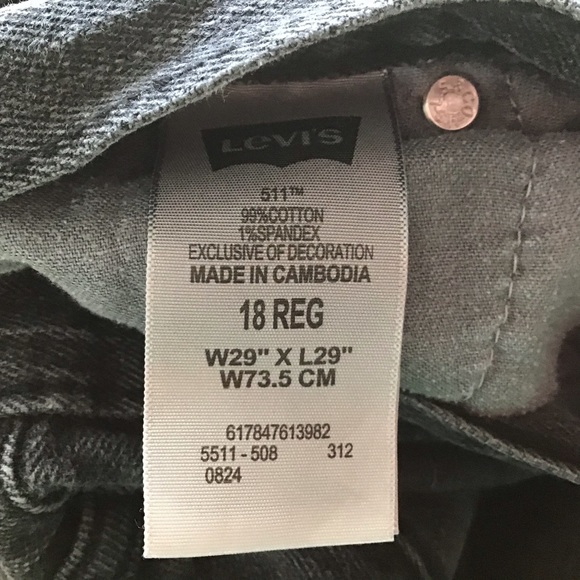 Levi's
511™
99%COTTON
1%SPANDEX
EXCLUSIVE OF DECORATION
MADE IN CAMBODIA
18 REG
W29" X L29"
W73.5 CM
617847613982
5511 - 508 312
0824